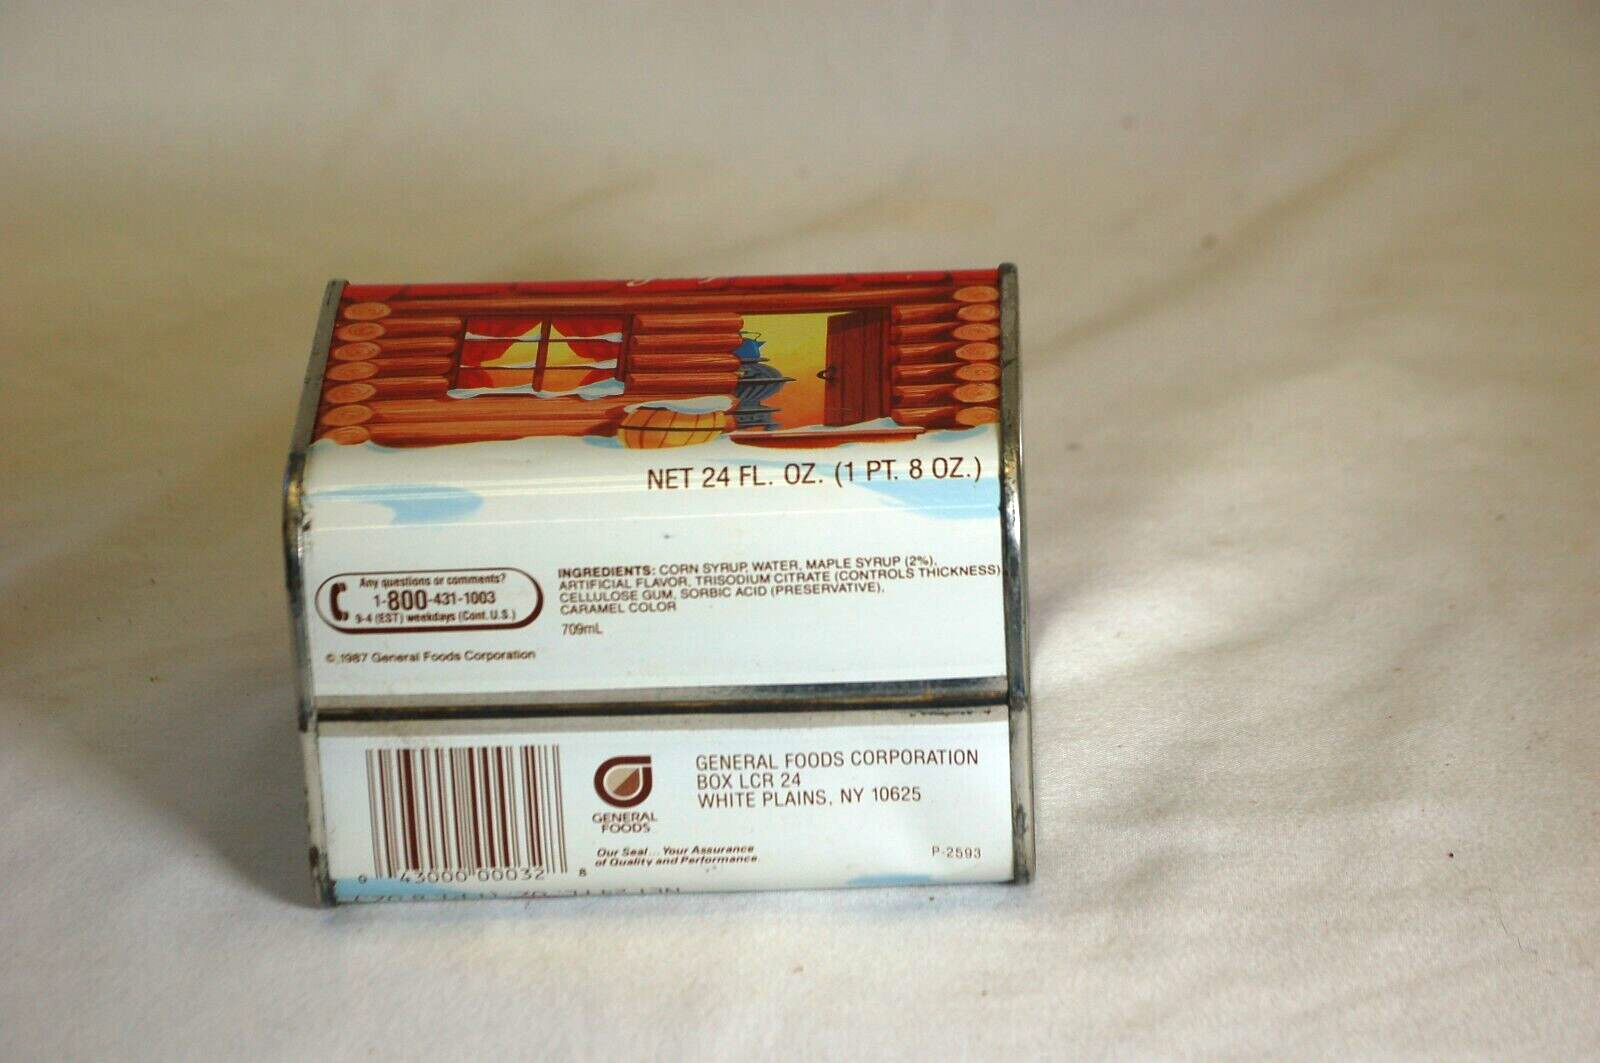 NET 24 FL. OZ. (1 PT. 8 OZ.)
Any questions or comments?
1-800-431-1003
9-4 (EST) weekdays (Cont. U.S.)
© 1987 General Foods Corporation
INGREDIENTS: CORN SYRUP, WATER, MAPLE SYRUP (2%),
ARTIFICIAL FLAVOR, TRISODIUM CITRATE (CONTROLS THICKNESS)
CELLULOSE GUM, SORBIC ACID (PRESERVATIVE),
CARAMEL COLOR
709mL
0 43000 00032 8
GENERAL
FOODS
Our Seal... Your Assurance
of Quality and Performance.
GENERAL FOODS CORPORATION
BOX LCR 24
WHITE PLAINS, NY 10625
P-2593